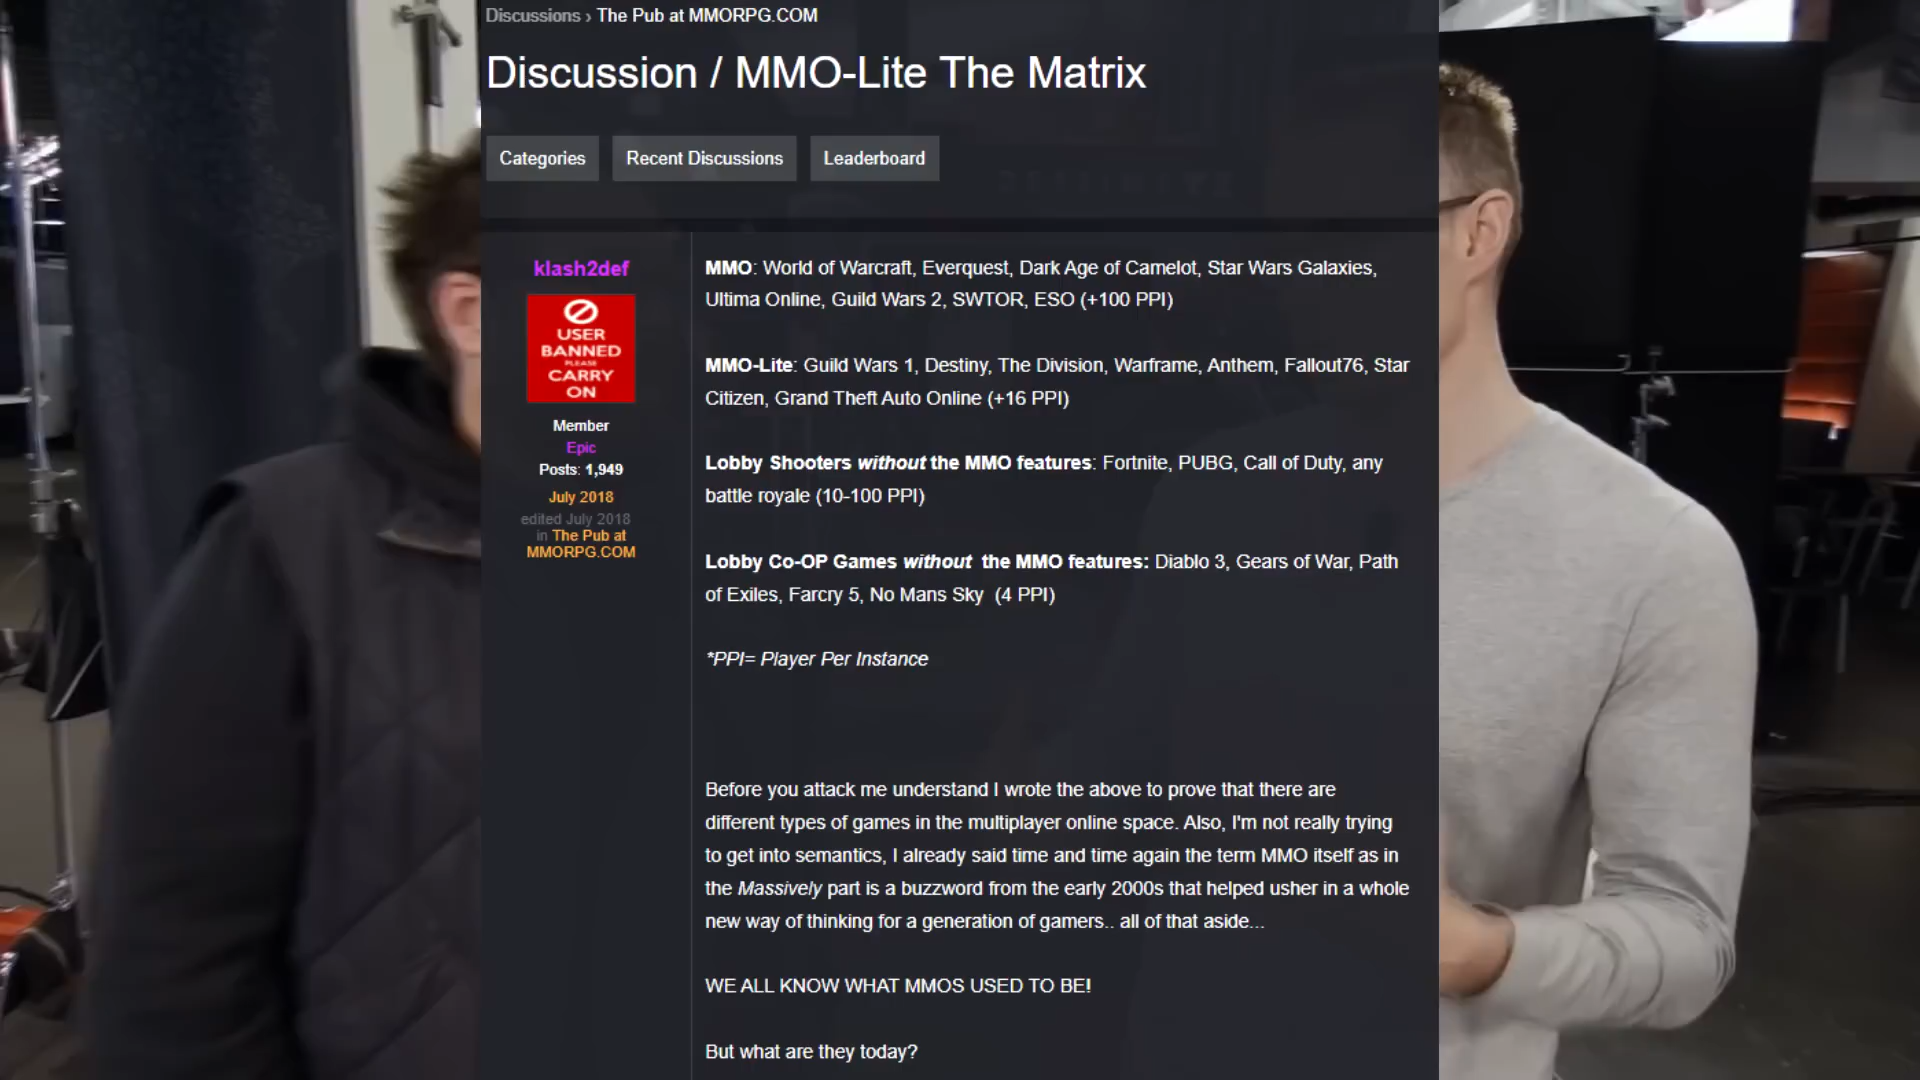 Discussions › The Pub at MMORPG.COM
Discussion / MMO-Lite The Matrix
Categories
Recent Discussions
Leaderboard
klash2def
USER
BANNED
PLEASE
CARRY
ON
Member
Epic
Posts: 1,949
July 2018
edited July 2018
in The Pub at
MMORPG.COM
MMO: World of Warcraft, Everquest, Dark Age of Camelot, Star Wars Galaxies,
Ultima Online, Guild Wars 2, SWTOR, ESO (+100 PPI)
MMO-Lite: Guild Wars 1, Destiny, The Division, Warframe, Anthem, Fallout76, Star
Citizen, Grand Theft Auto Online (+16 PPI)
Lobby Shooters without the MMO features: Fortnite, PUBG, Call of Duty, any
battle royale (10-100 PPI)
Lobby Co-OP Games without the MMO features: Diablo 3, Gears of War, Path
of Exiles, Farcry 5, No Mans Sky (4 PPI)
*PPI= Player Per Instance
Before you attack me understand I wrote the above to prove that there are
different types of games in the multiplayer online space. Also, I'm not really trying
to get into semantics, I already said time and time again the term MMO itself as in
the Massively part is a buzzword from the early 2000s that helped usher in a whole
new way of thinking for a generation of gamers.. all of that aside...
WE ALL KNOW WHAT MMOS USED TO BE!
But what are they today?